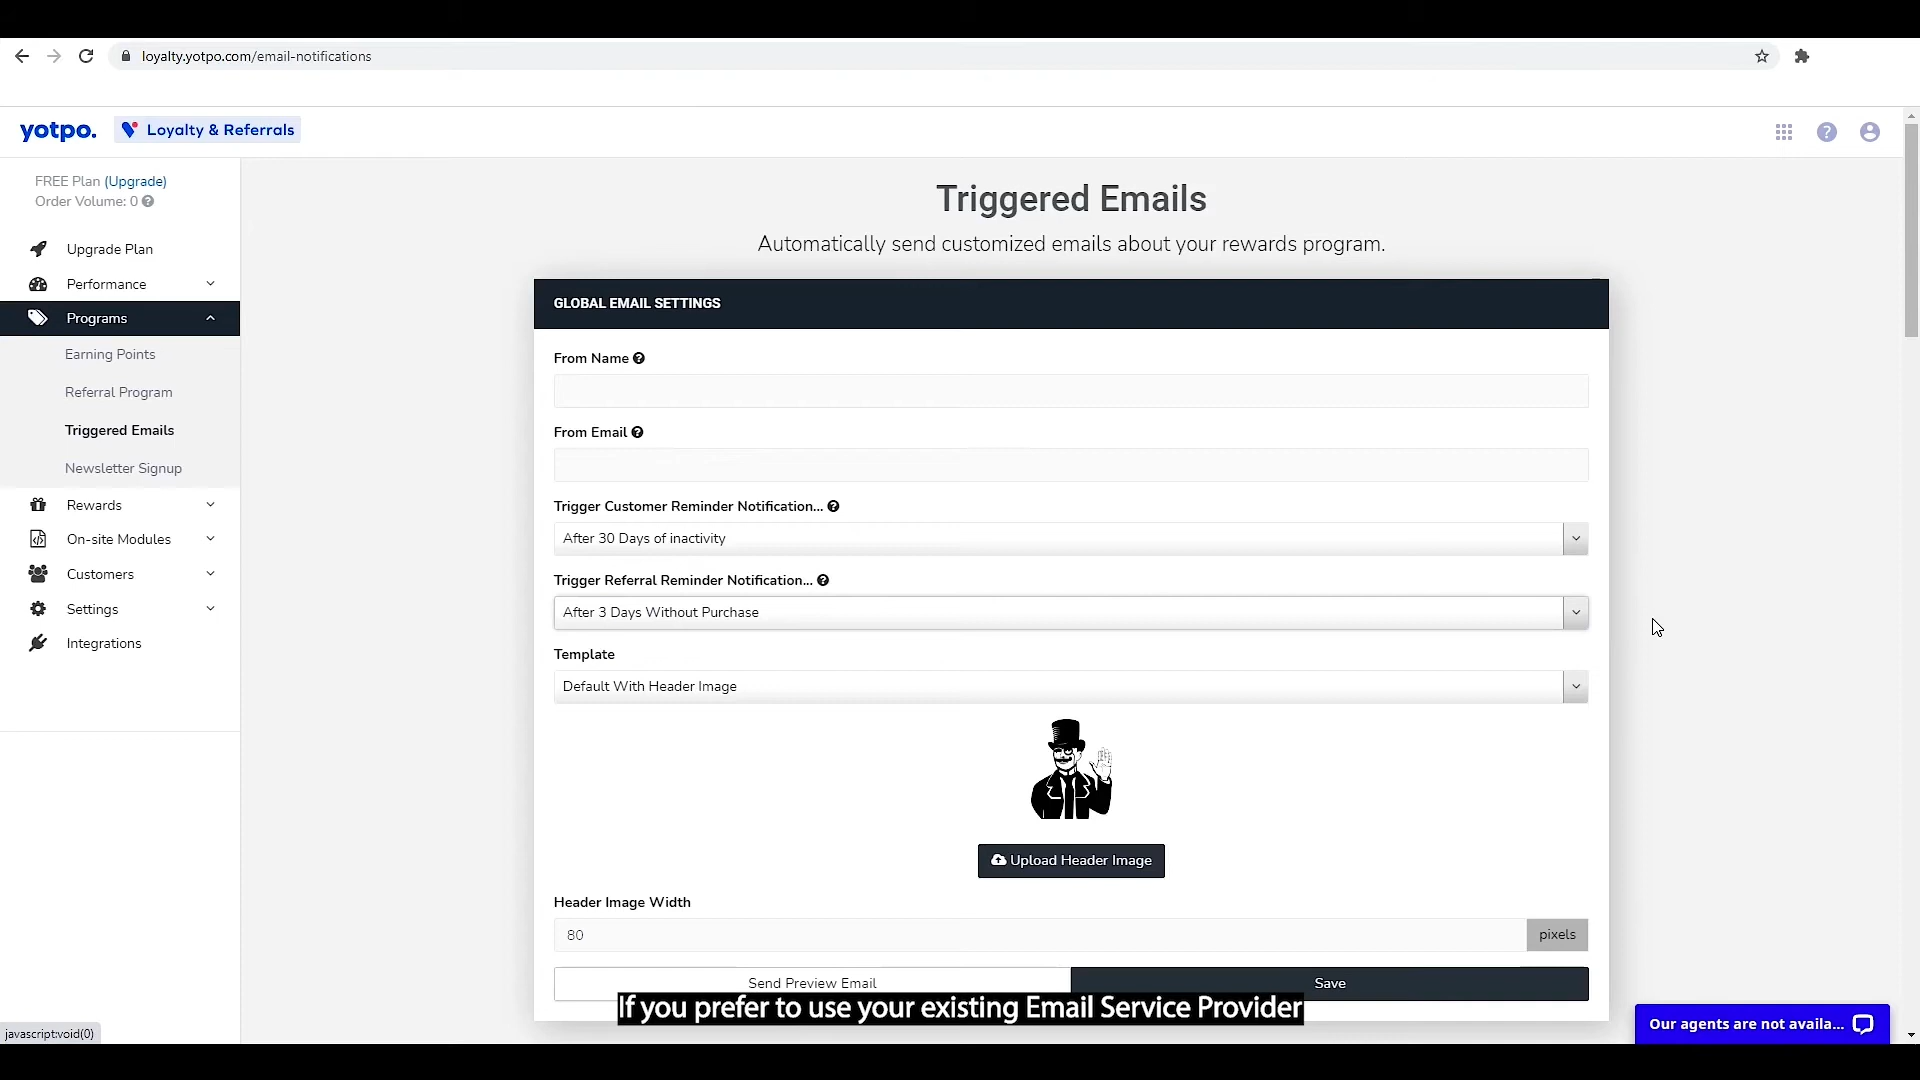 loyalty.yotpo.com/email-notifications
yotpo. Loyalty & Referrals
FREE Plan (Upgrade)
Order Volume: 0
Upgrade Plan
Performance
Programs
Earning Points
Referral Program
Triggered Emails
Newsletter Signup
Rewards
On-site Modules
Customers
Settings
Integrations
Triggered Emails
Automatically send customized emails about your rewards program.
GLOBAL EMAIL SETTINGS
From Name
From Email
Trigger Customer Reminder Notification...
After 30 Days of inactivity
Trigger Referral Reminder Notification...
After 3 Days Without Purchase
Template
Default With Header Image
Upload Header Image
Header Image Width
80 pixels
Send Preview Email Save
If you prefer to use your existing Email Service Provider
Our agents are not availa...
javascript:void(0)